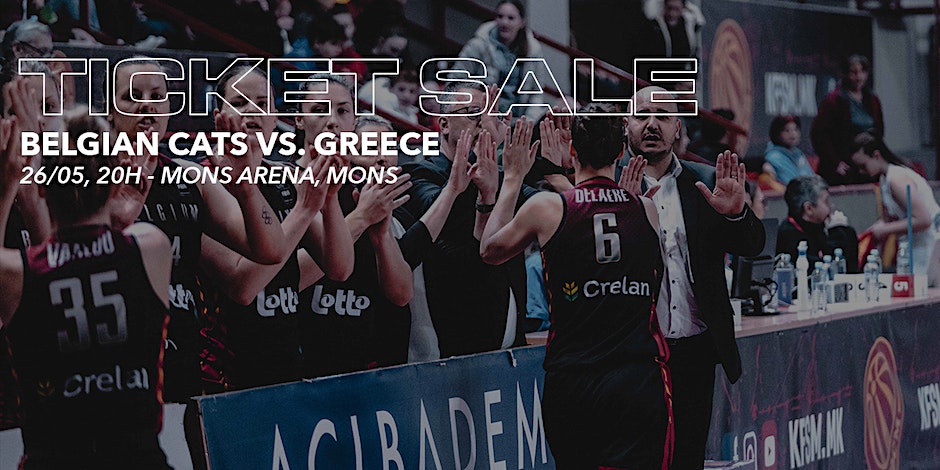 TICKET SALE
BELGIAN CATS VS. GREECE
26/05, 20H - MONS ARENA, MONS
KFSM.MK
DELAERE
6
Crelan
35
Crelan
Lotto
Lotto
5
ACIBADEM
KFSM.MK